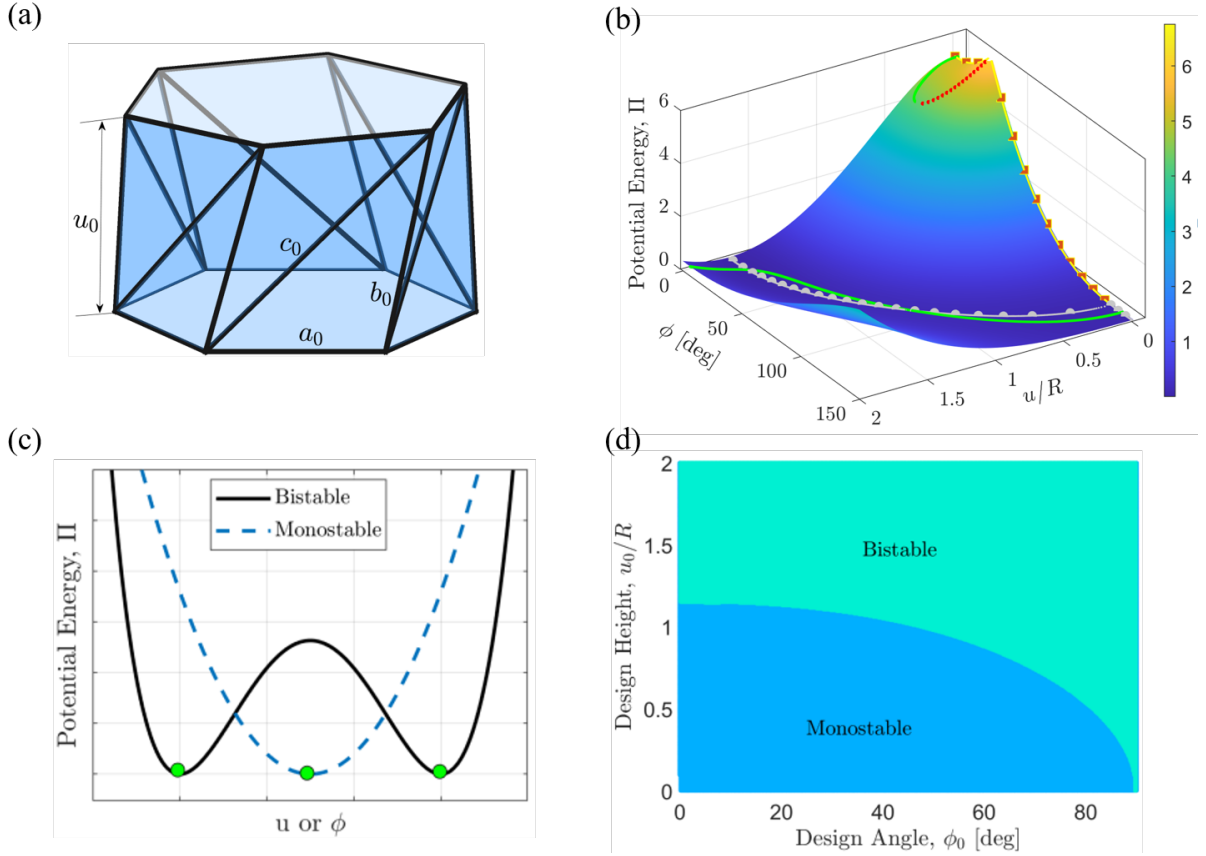 (a)
u₀
c₀
b₀
a₀
(b)
Potential Energy, Π
6
4
2
0
0
50
100
150
ϕ [deg]
2
1.5
1
0.5
0
u/R
6
5
4
3
2
1
(c)
Bistable
Monostable
Potential Energy, Π
u or ϕ
(d)
2
1.5
1
0.5
0
Design Height, u₀/R
Bistable
Monostable
0
20
40
60
80
Design Angle, ϕ₀ [deg]